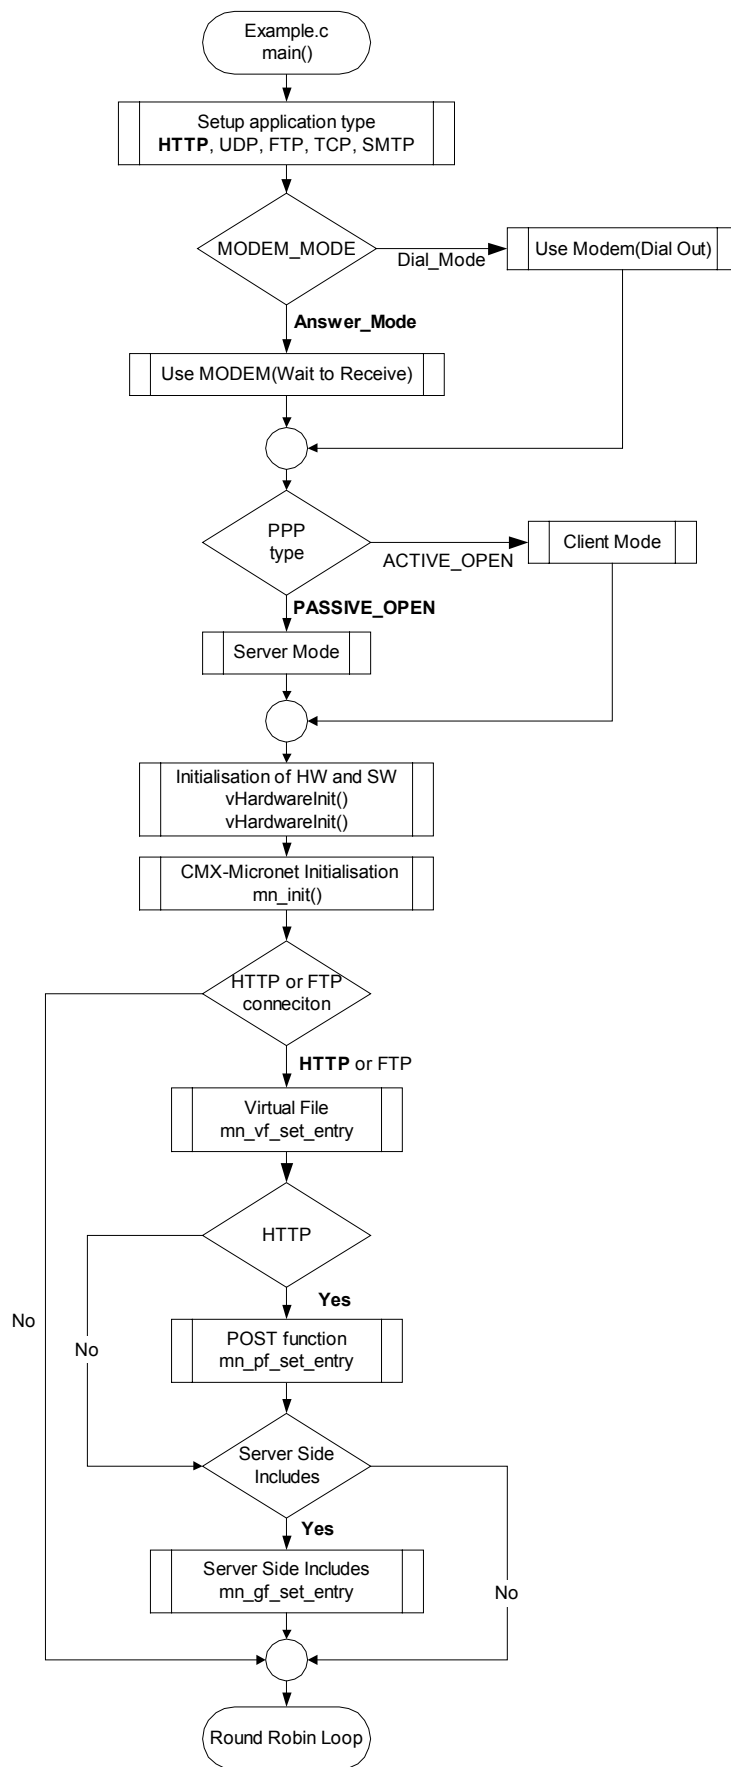 Example.c
main()
Setup application type
HTTP, UDP, FTP, TCP, SMTP
MODEM_MODE
Dial_Mode
Use Modem(Dial Out)
Answer_Mode
Use MODEM(Wait to Receive)
PPP
type
ACTIVE_OPEN
Client Mode
PASSIVE_OPEN
Server Mode
Initialisation of HW and SW
vHardwareInit()
vHardwareInit()
CMX-Micronet Initialisation
mn_init()
HTTP or FTP
conneciton
HTTP or FTP
Virtual File
mn_vf_set_entry
HTTP
Yes
No
No
POST function
mn_pf_set_entry
Server Side
Includes
Yes
Server Side Includes
mn_gf_set_entry
No
Round Robin Loop